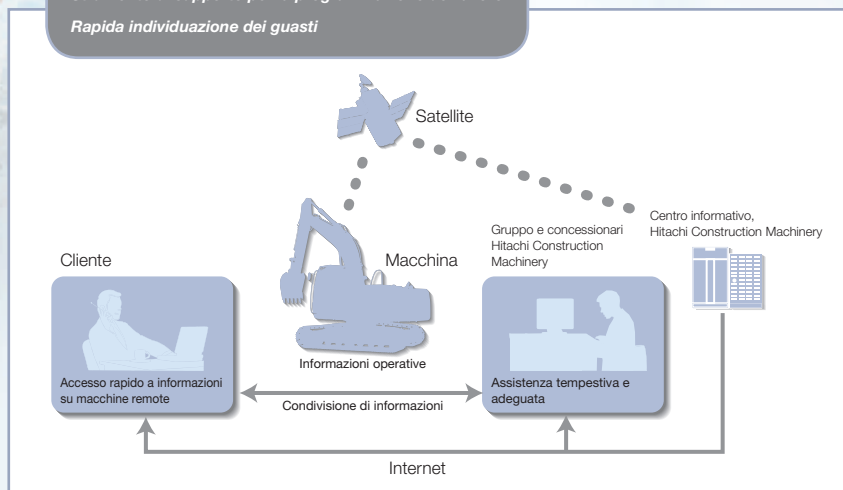 Rapida individuazione dei guasti
Satellite
Centro informativo,
Hitachi Construction Machinery
Gruppo e concessionari
Hitachi Construction
Machinery
Cliente
Macchina
Informazioni operative
Accesso rapido a informazioni
su macchine remote
Condivisione di informazioni
Assistenza tempestiva e
adeguata
Internet